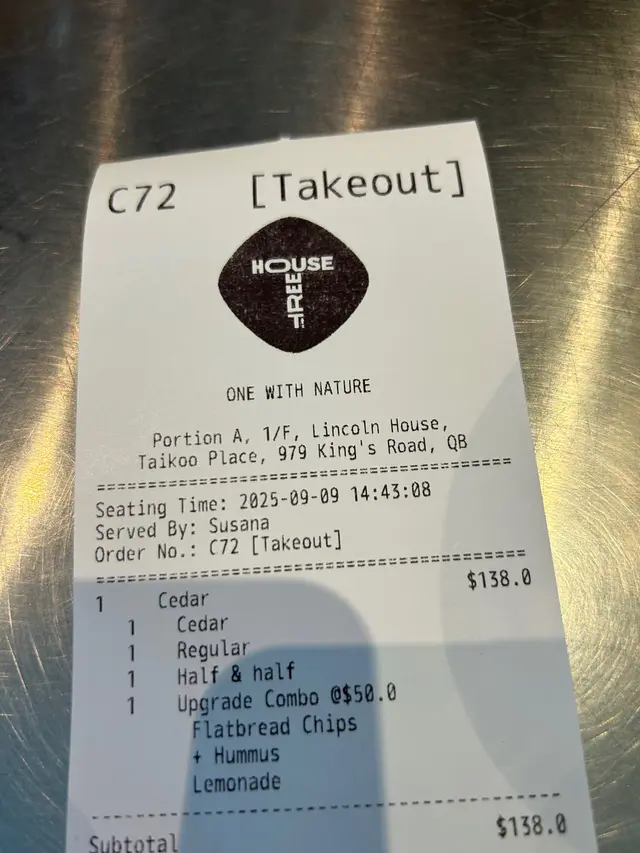 C72 [Takeout]
HOUSE
TREE
ONE WITH NATURE
Portion A, 1/F, Lincoln House,
Taikoo Place, 979 King's Road, QB
================================================
Seating Time: 2025-09-09 14:43:08
Served By: Susana
Order No.: C72 [Takeout]
================================================
1 Cedar $138.0
1 Cedar
1 Regular
1 Half & half
1 Upgrade Combo @$50.0
Flatbread Chips
+ Hummus
Lemonade
------------------------------------------------
Subtotal $138.0